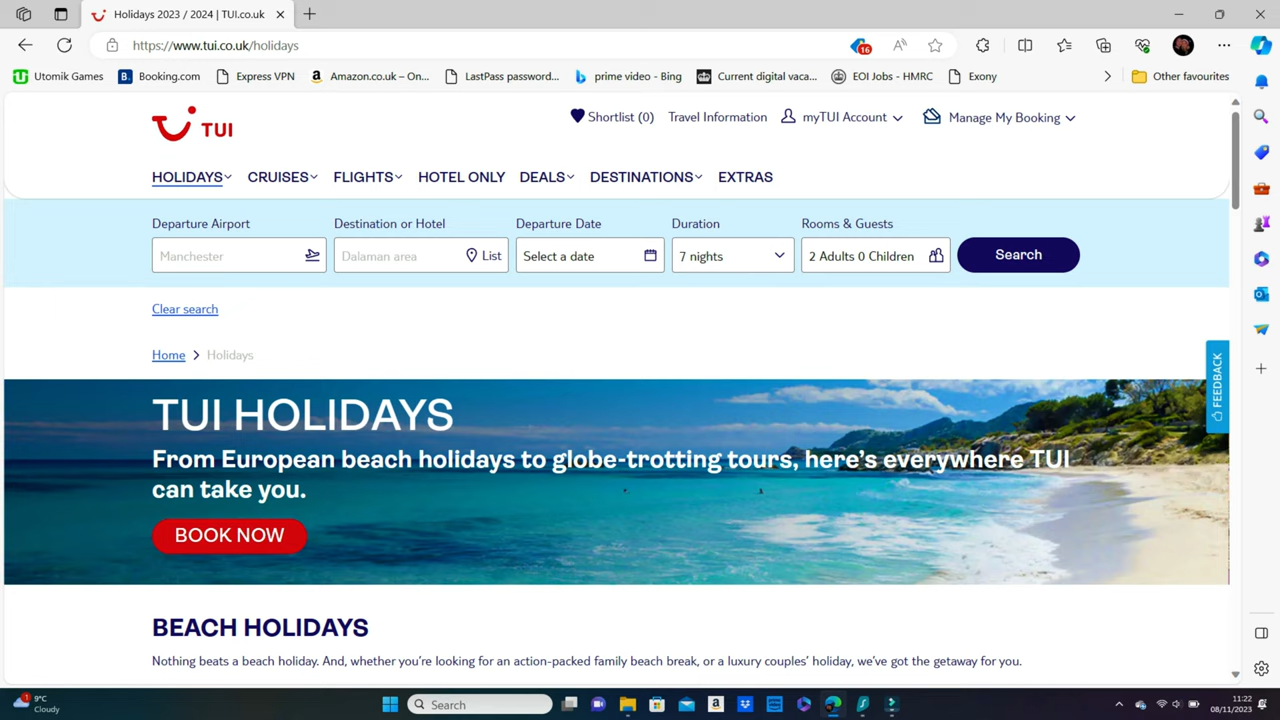 Holidays 2023 / 2024 | TUI.co.uk
https://www.tui.co.uk/holidays
16
Utomik Games Booking.com Express VPN Amazon.co.uk – On... LastPass password... prime video - Bing Current digital vaca... EOI Jobs - HMRC Exony Other favourites
TUI
Shortlist (0) Travel Information myTUI Account Manage My Booking
HOLIDAYS CRUISES FLIGHTS HOTEL ONLY DEALS DESTINATIONS EXTRAS
Departure Airport Destination or Hotel Departure Date Duration Rooms & Guests
Manchester Dalaman area List Select a date 7 nights 2 Adults 0 Children Search
Clear search
Home Holidays
FEEDBACK
TUI HOLIDAYS
From European beach holidays to globe-trotting tours, here's everywhere TUI
can take you.
BOOK NOW
BEACH HOLIDAYS
Nothing beats a beach holiday. And, whether you're looking for an action-packed family beach break, or a luxury couples' holiday, we've got the getaway for you.
1
9°C
Cloudy
Search
11:22
08/11/2023